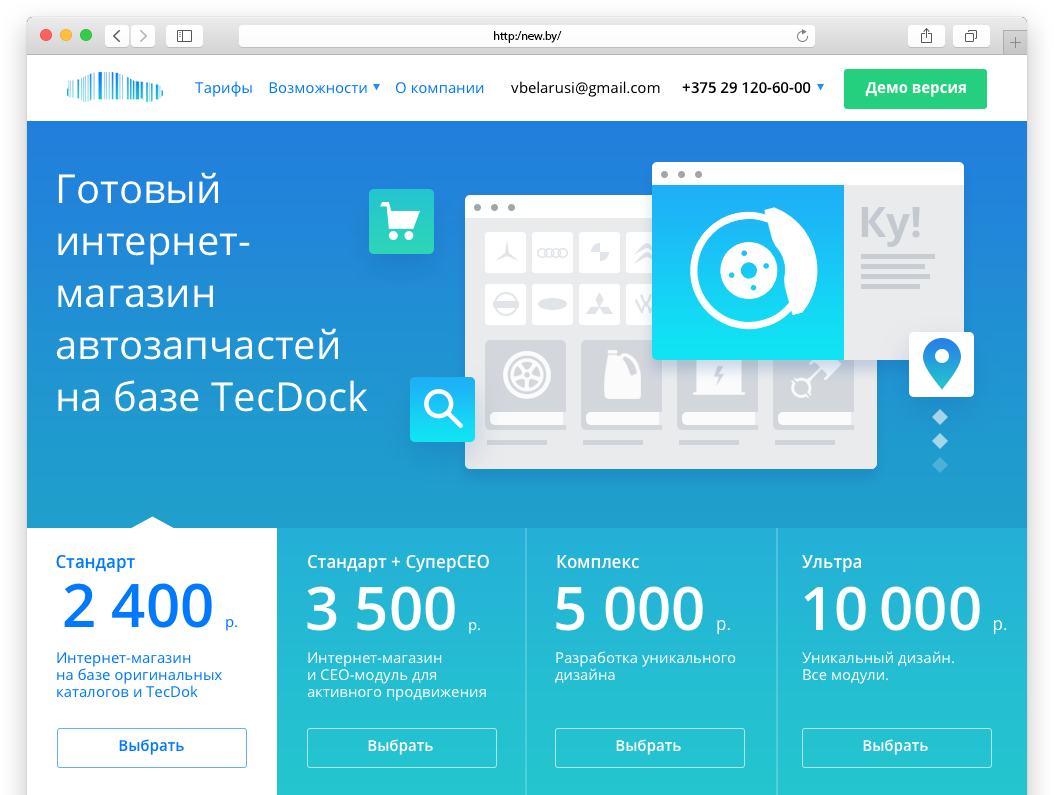 http:/new.by/
Тарифы Возможности О компании vbelarusi@gmail.com +375 29 120-60-00 Демо версия
Готовый
интернет-
магазин
автозапчастей
на базе TecDock
Ку!
Стандарт
2 400 р.
Интернет-магазин
на базе оригинальных
каталогов и TecDok
Выбрать
Стандарт + СуперСЕО
3 500 р.
Интернет-магазин
и СЕО-модуль для
активного продвижения
Выбрать
Комплекс
5 000 р.
Разработка уникального
дизайна
Выбрать
Ультра
10 000 р.
Уникальный дизайн.
Все модули.
Выбрать